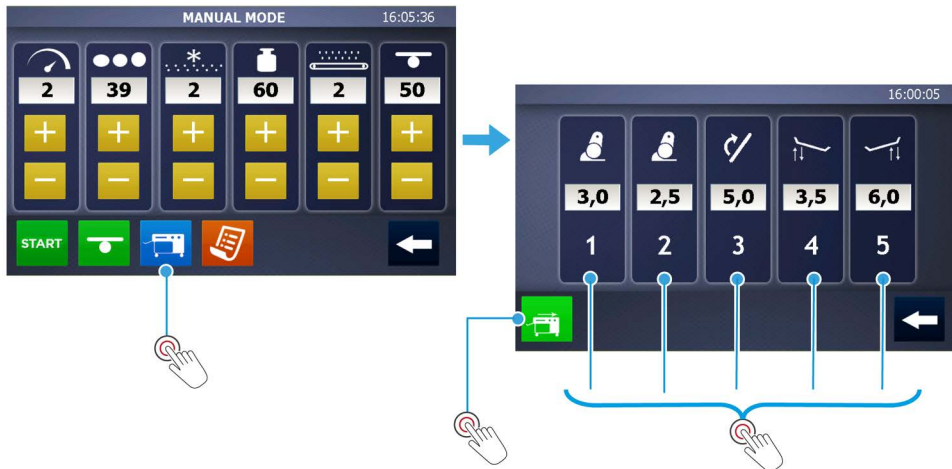 MANUAL MODE 16:05:36
2 39 2 60 2 50
+ + + + + +
− − − − − −
START
16:00:05
3,0 2,5 5,0 3,5 6,0
1 2 3 4 5